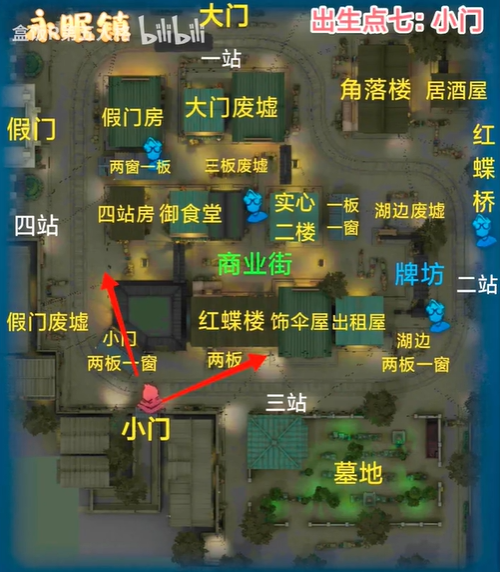 永眠镇
bilibili
大门
出生点七：小门
一站
角落楼
居酒屋
假门房
大门废墟
假门
红蝶桥
两窗一板
三板废墟
四站
四站房
御食堂
实心二楼
一板一窗
湖边废墟
商业街
牌坊
二站
假门废墟
红蝶楼
饰伞屋
出租屋
小门
两板一窗
两板
湖边
两板一窗
三站
小门
墓地